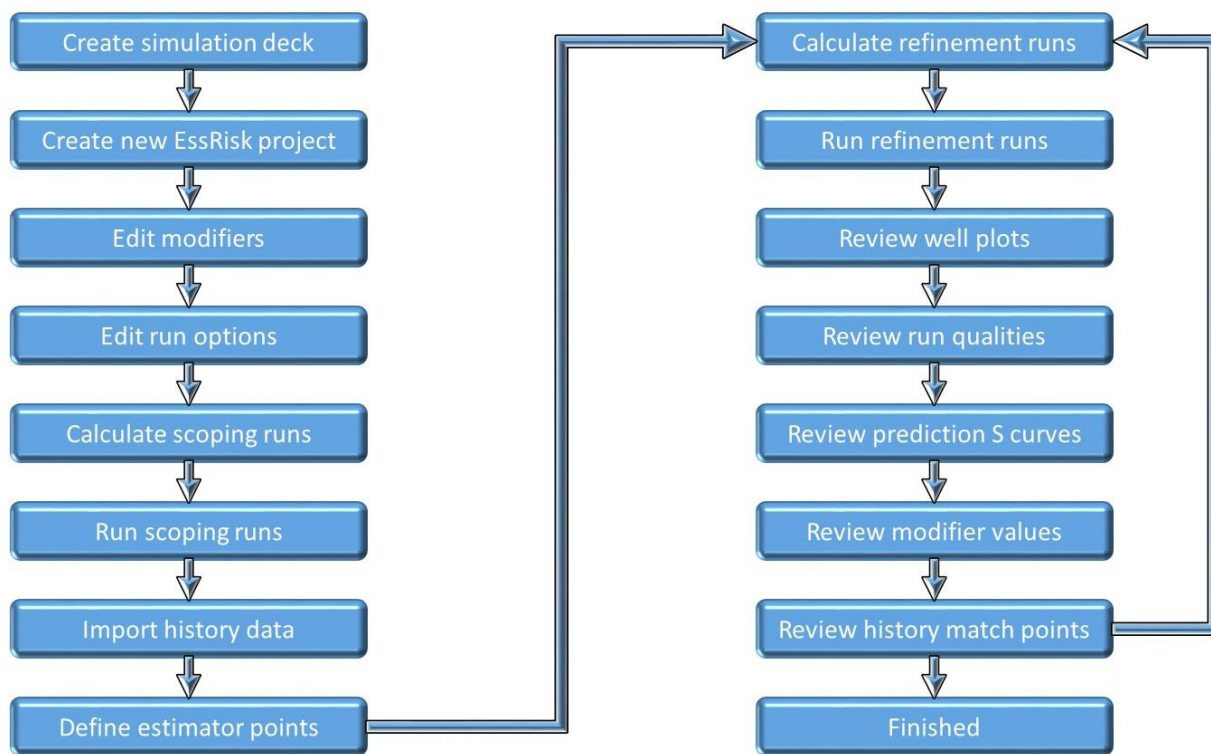 Create simulation deck
Create new EssRisk project
Edit modifiers
Edit run options
Calculate scoping runs
Run scoping runs
Import history data
Define estimator points
Calculate refinement runs
Run refinement runs
Review well plots
Review run qualities
Review prediction S curves
Review modifier values
Review history match points
Finished